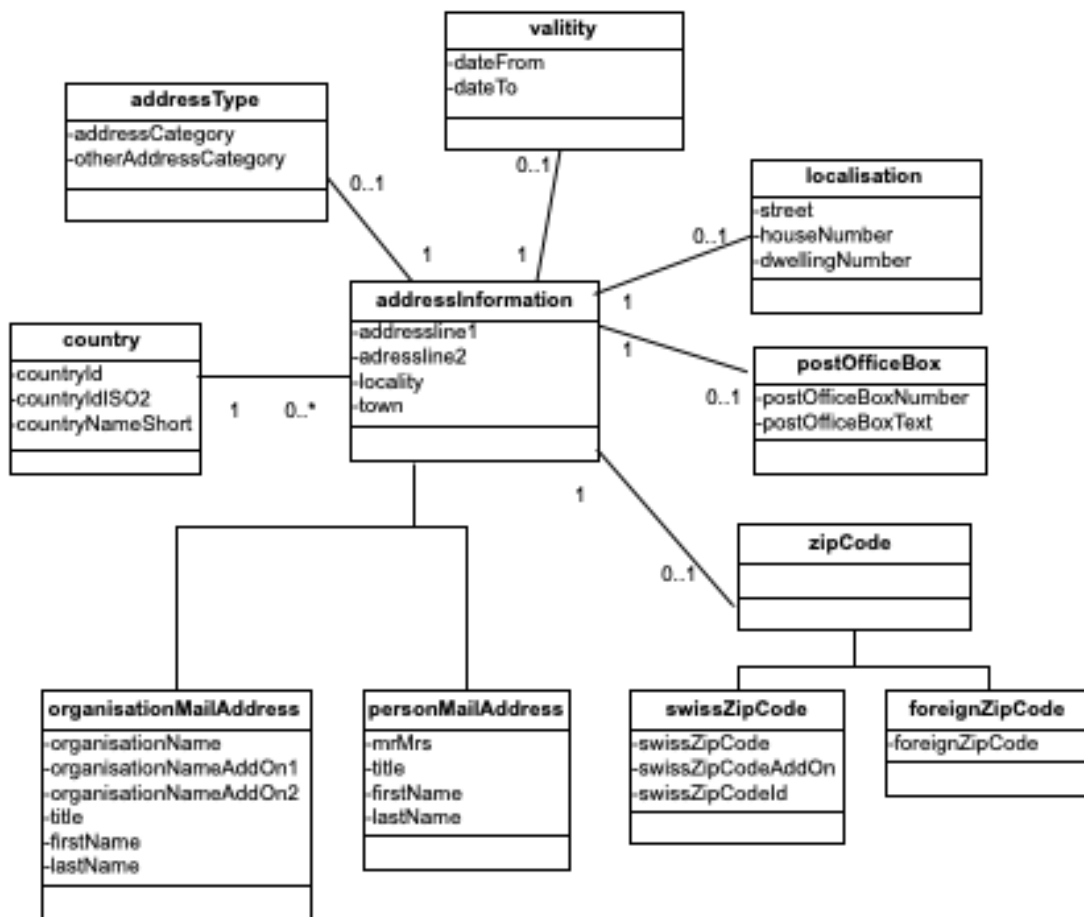 valitity
-dateFrom
-dateTo
addressType
-addressCategory
-otherAddressCategory
0..1
0..1
localisation
-street
-houseNumber
-dwellingNumber
0..1
1
1
1
addressInformation
-addressline1
-adressline2
-locality
-town
country
-countryId
-countryIdISO2
-countryNameShort
1
0..*
1
postOfficeBox
-postOfficeBoxNumber
-postOfficeBoxText
0..1
1
0..1
zipCode
organisationMailAddress
-organisationName
-organisationNameAddOn1
-organisationNameAddOn2
-title
-firstName
-lastName
personMailAddress
-mrMrs
-title
-firstName
-lastName
swissZipCode
-swissZipCode
-swissZipCodeAddOn
-swissZipCodeId
foreignZipCode
-foreignZipCode